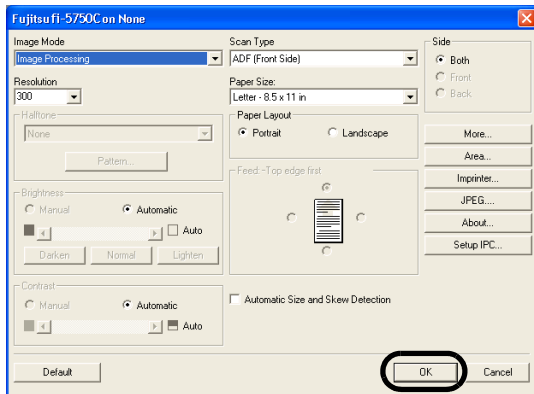 Fujitsu fi-5750C on None
Image Mode
Image Processing
Scan Type
ADF (Front Side)
Side
Both
Front
Back
Resolution
300
Paper Size:
Letter - 8.5 x 11 in
Halftone
None
Pattern...
Paper Layout
Portrait Landscape
More...
Area...
Imprinter...
JPEG....
About...
Setup IPC...
Feed:-Top edge first
Brightness
Manual Automatic
Auto
Darken Normal Lighten
Contrast
Manual Automatic
Auto
Automatic Size and Skew Detection
Default OK Cancel